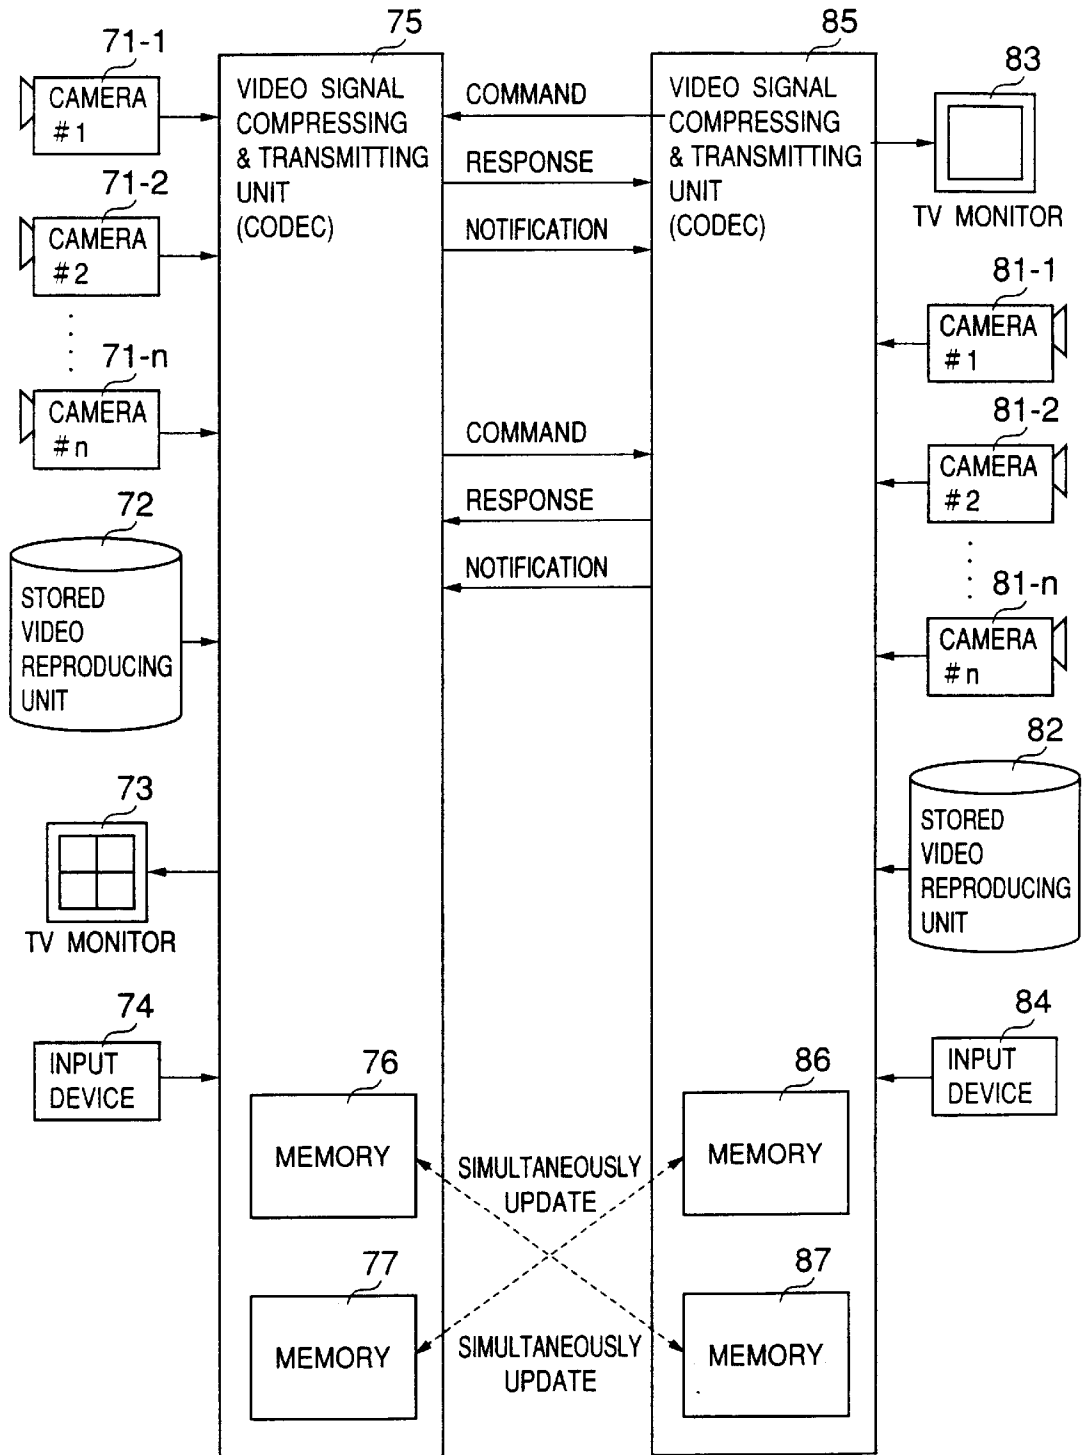 75
85
71-1
83
CAMERA
#1
VIDEO SIGNAL
COMPRESSING
& TRANSMITTING
UNIT
(CODEC)
COMMAND
RESPONSE
NOTIFICATION
VIDEO SIGNAL
COMPRESSING
& TRANSMITTING
UNIT
(CODEC)
TV MONITOR
71-2
CAMERA
#2
81-1
CAMERA
#1
71-n
CAMERA
#n
81-2
CAMERA
#2
COMMAND
RESPONSE
NOTIFICATION
72
STORED
VIDEO
REPRODUCING
UNIT
81-n
CAMERA
#n
82
STORED
VIDEO
REPRODUCING
UNIT
73
TV MONITOR
74
INPUT
DEVICE
84
INPUT
DEVICE
76
MEMORY
86
MEMORY
SIMULTANEOUSLY
UPDATE
77
MEMORY
87
MEMORY
SIMULTANEOUSLY
UPDATE